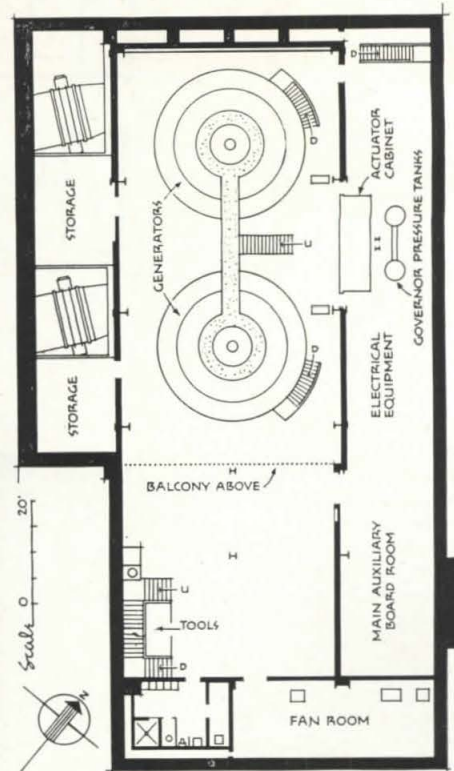 D
ACTUATOR
CABINET
GOVERNOR PRESSURE TANKS
STORAGE
GENERATORS
D
U
ELECTRICAL
EQUIPMENT
STORAGE
D
BALCONY ABOVE
MAIN AUXILIARY
BOARD ROOM
Scale 0 20'
U
TOOLS
D
N
FAN ROOM